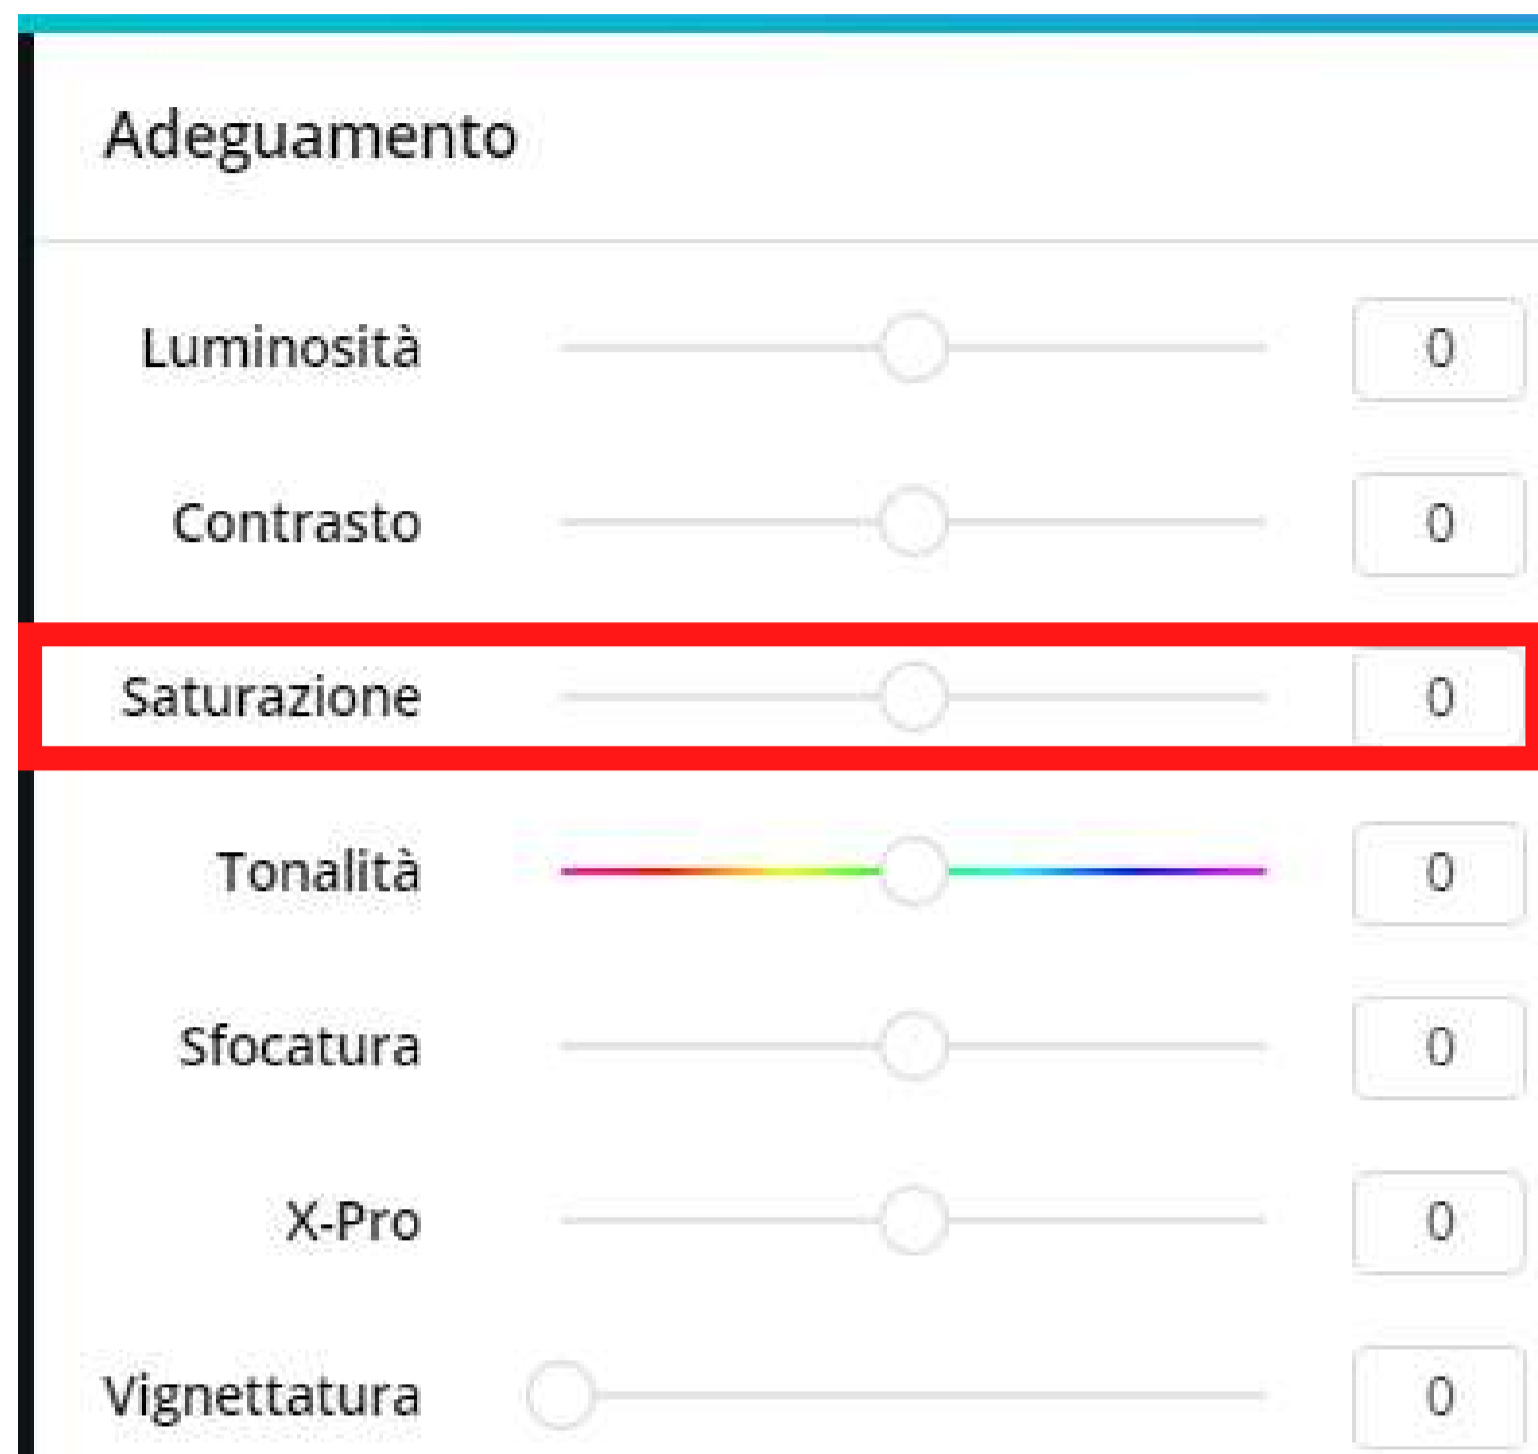 Adeguamento
Luminosità 0
Contrasto 0
Saturazione 0
Tonalità 0
Sfocatura 0
X-Pro 0
Vignettatura 0